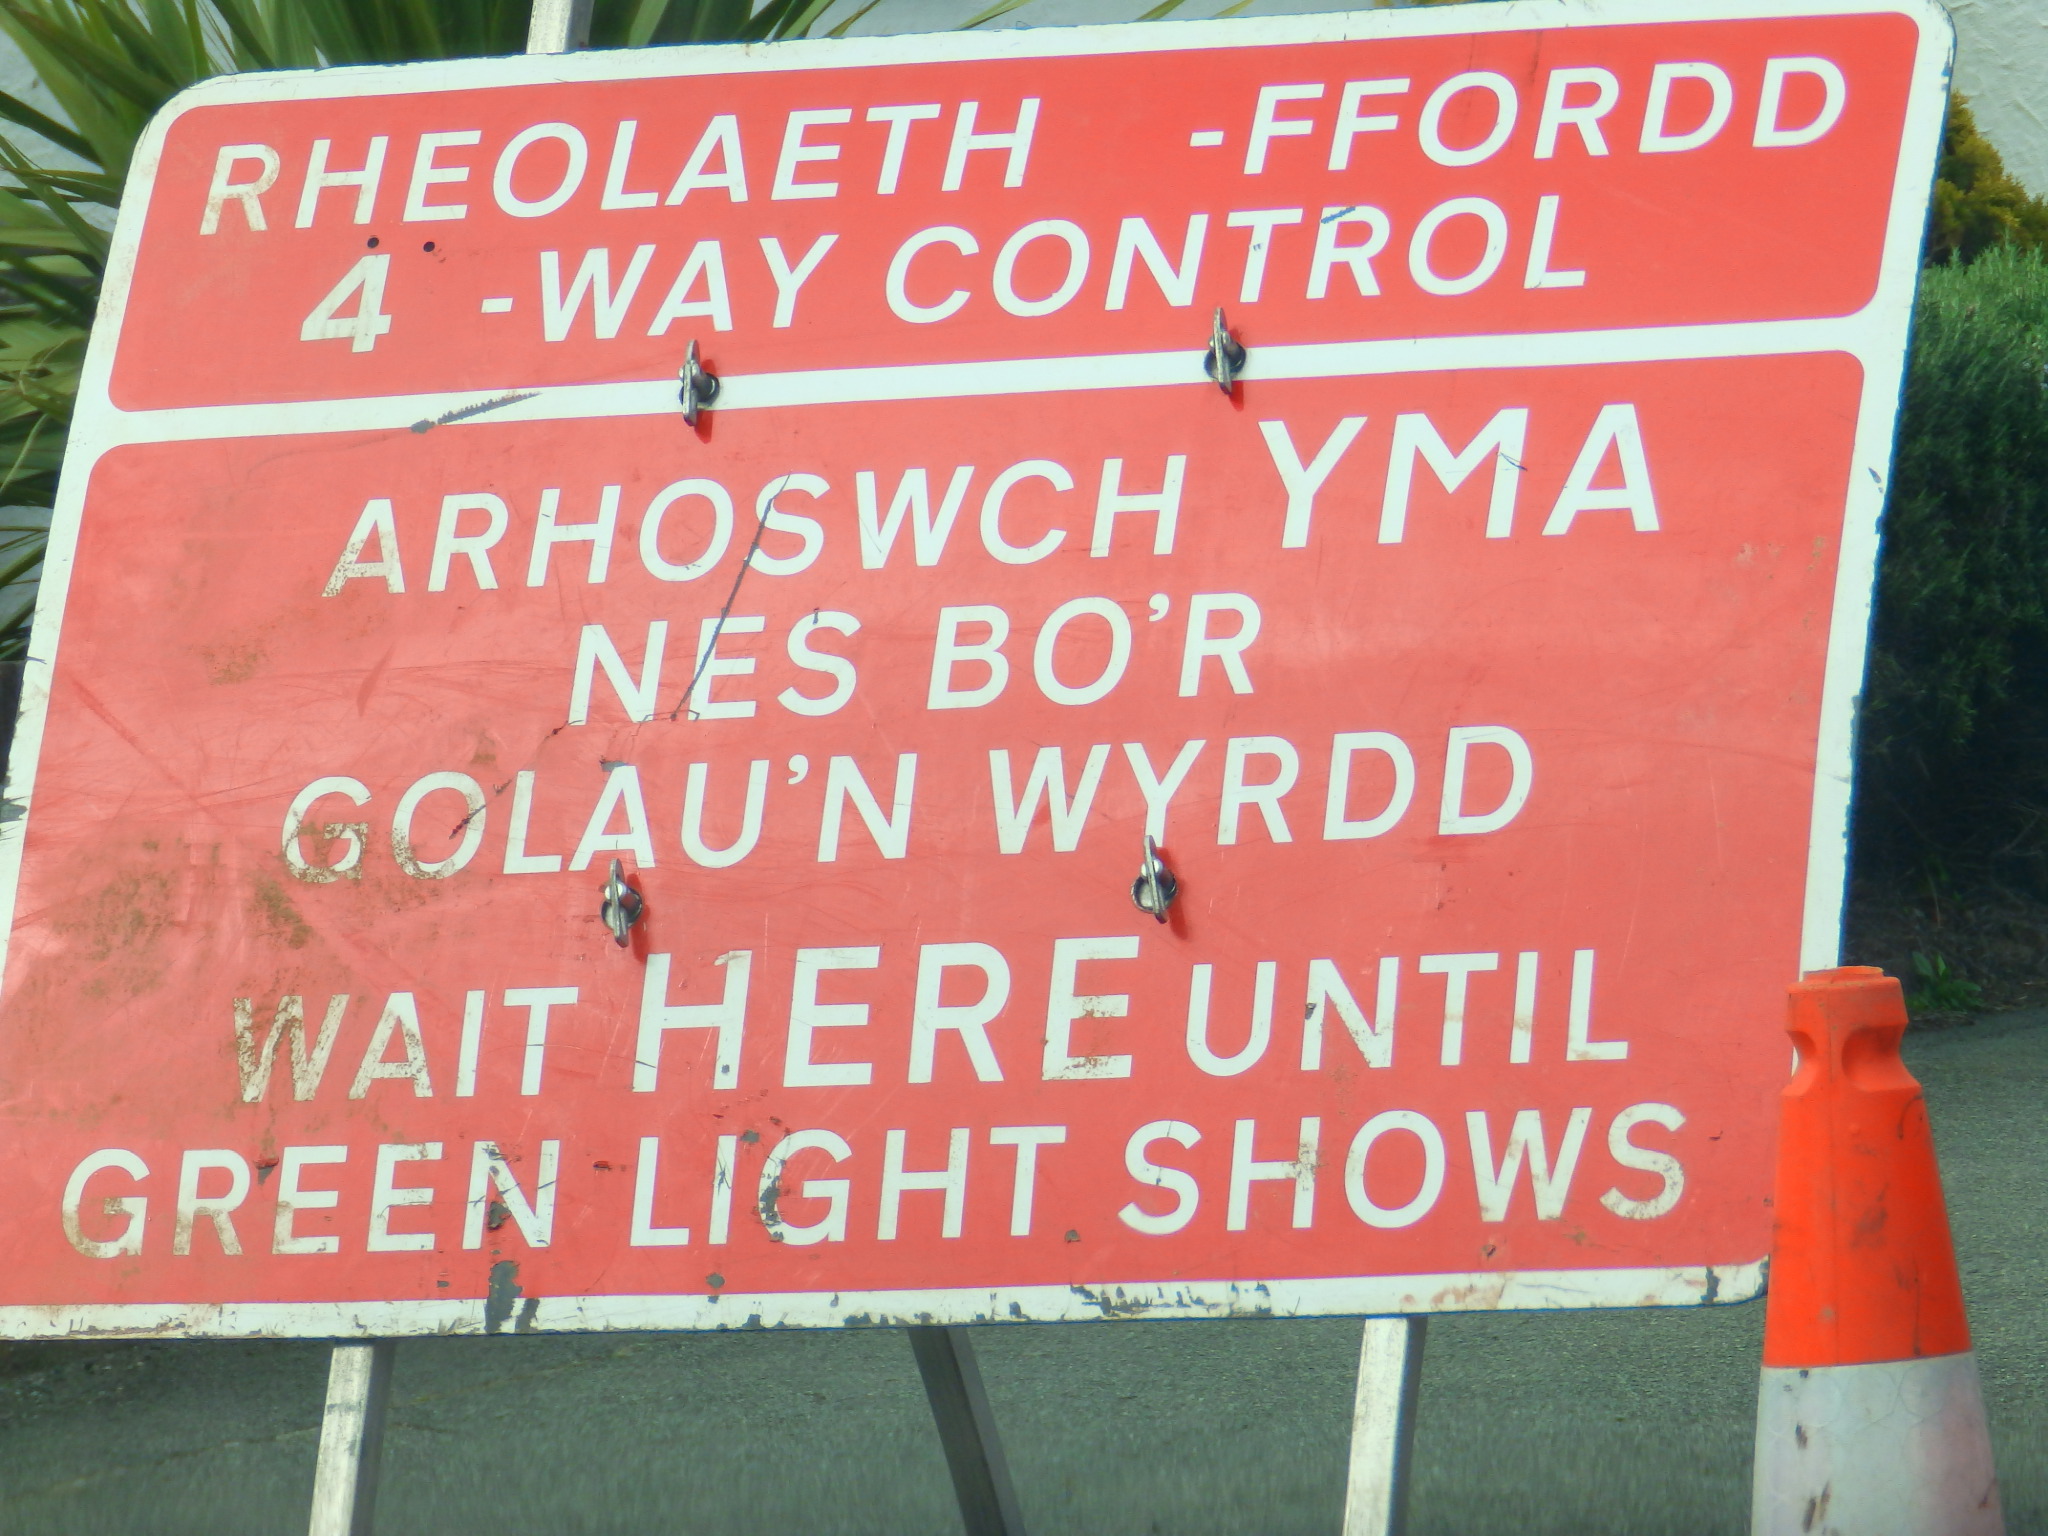 RHEOLAETH -FFORDD
4 -WAY CONTROL
ARHOSWCH YMA
NES BO'R
GOLAU'N WYRDD
WAIT HERE UNTIL
GREEN LIGHT SHOWS